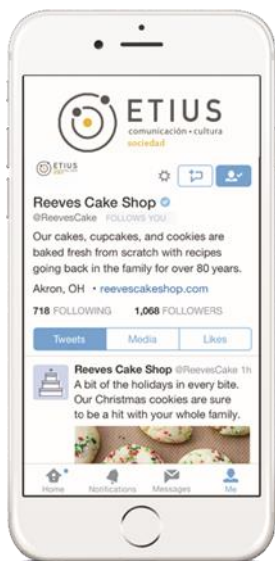 ETIUS
comunicación • cultura
sociedad
ETIUS
Reeves Cake Shop
@ReevesCake FOLLOWS YOU
Our cakes, cupcakes, and cookies are
baked fresh from scratch with recipes
going back in the family for over 80 years.
Akron, OH • reevescakeshop.com
718 FOLLOWING 1,068 FOLLOWERS
Tweets Media Likes
Reeves Cake Shop @ReevesCake 1h
A bit of the holidays in every bite.
Our Christmas cookies are sure
to be a hit with your whole family.
Home Notifications Messages Me